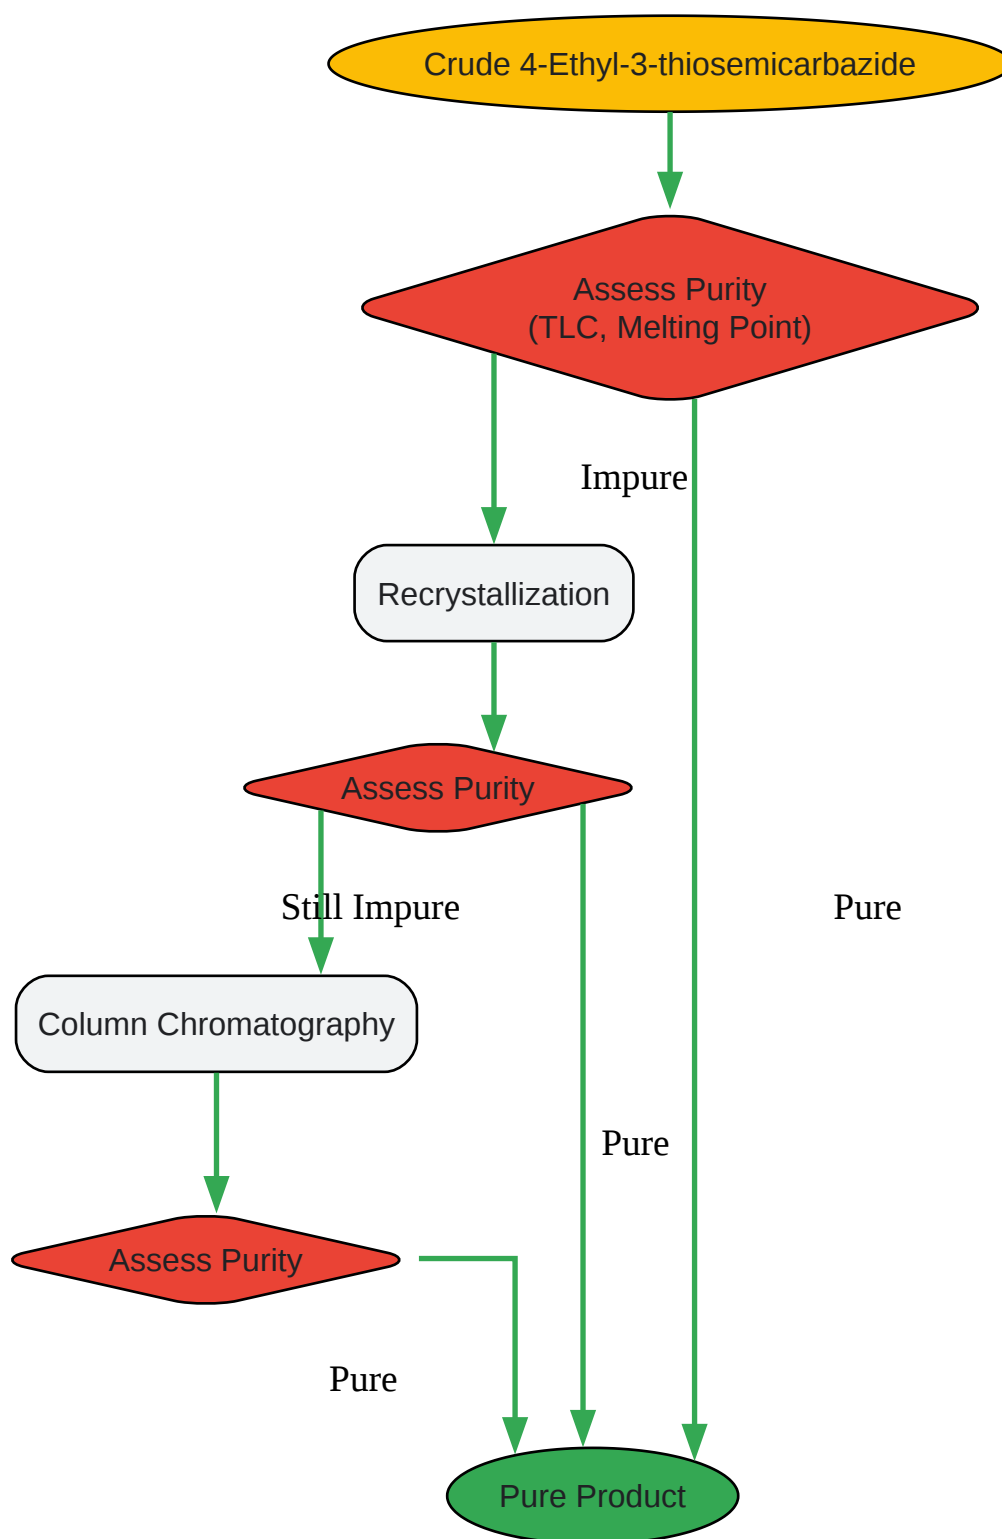 Crude 4-Ethyl-3-thiosemicarbazide
Assess Purity
(TLC, Melting Point)
Impure
Recrystallization
Assess Purity
Still Impure
Pure
Column Chromatography
Pure
Assess Purity
Pure
Pure Product